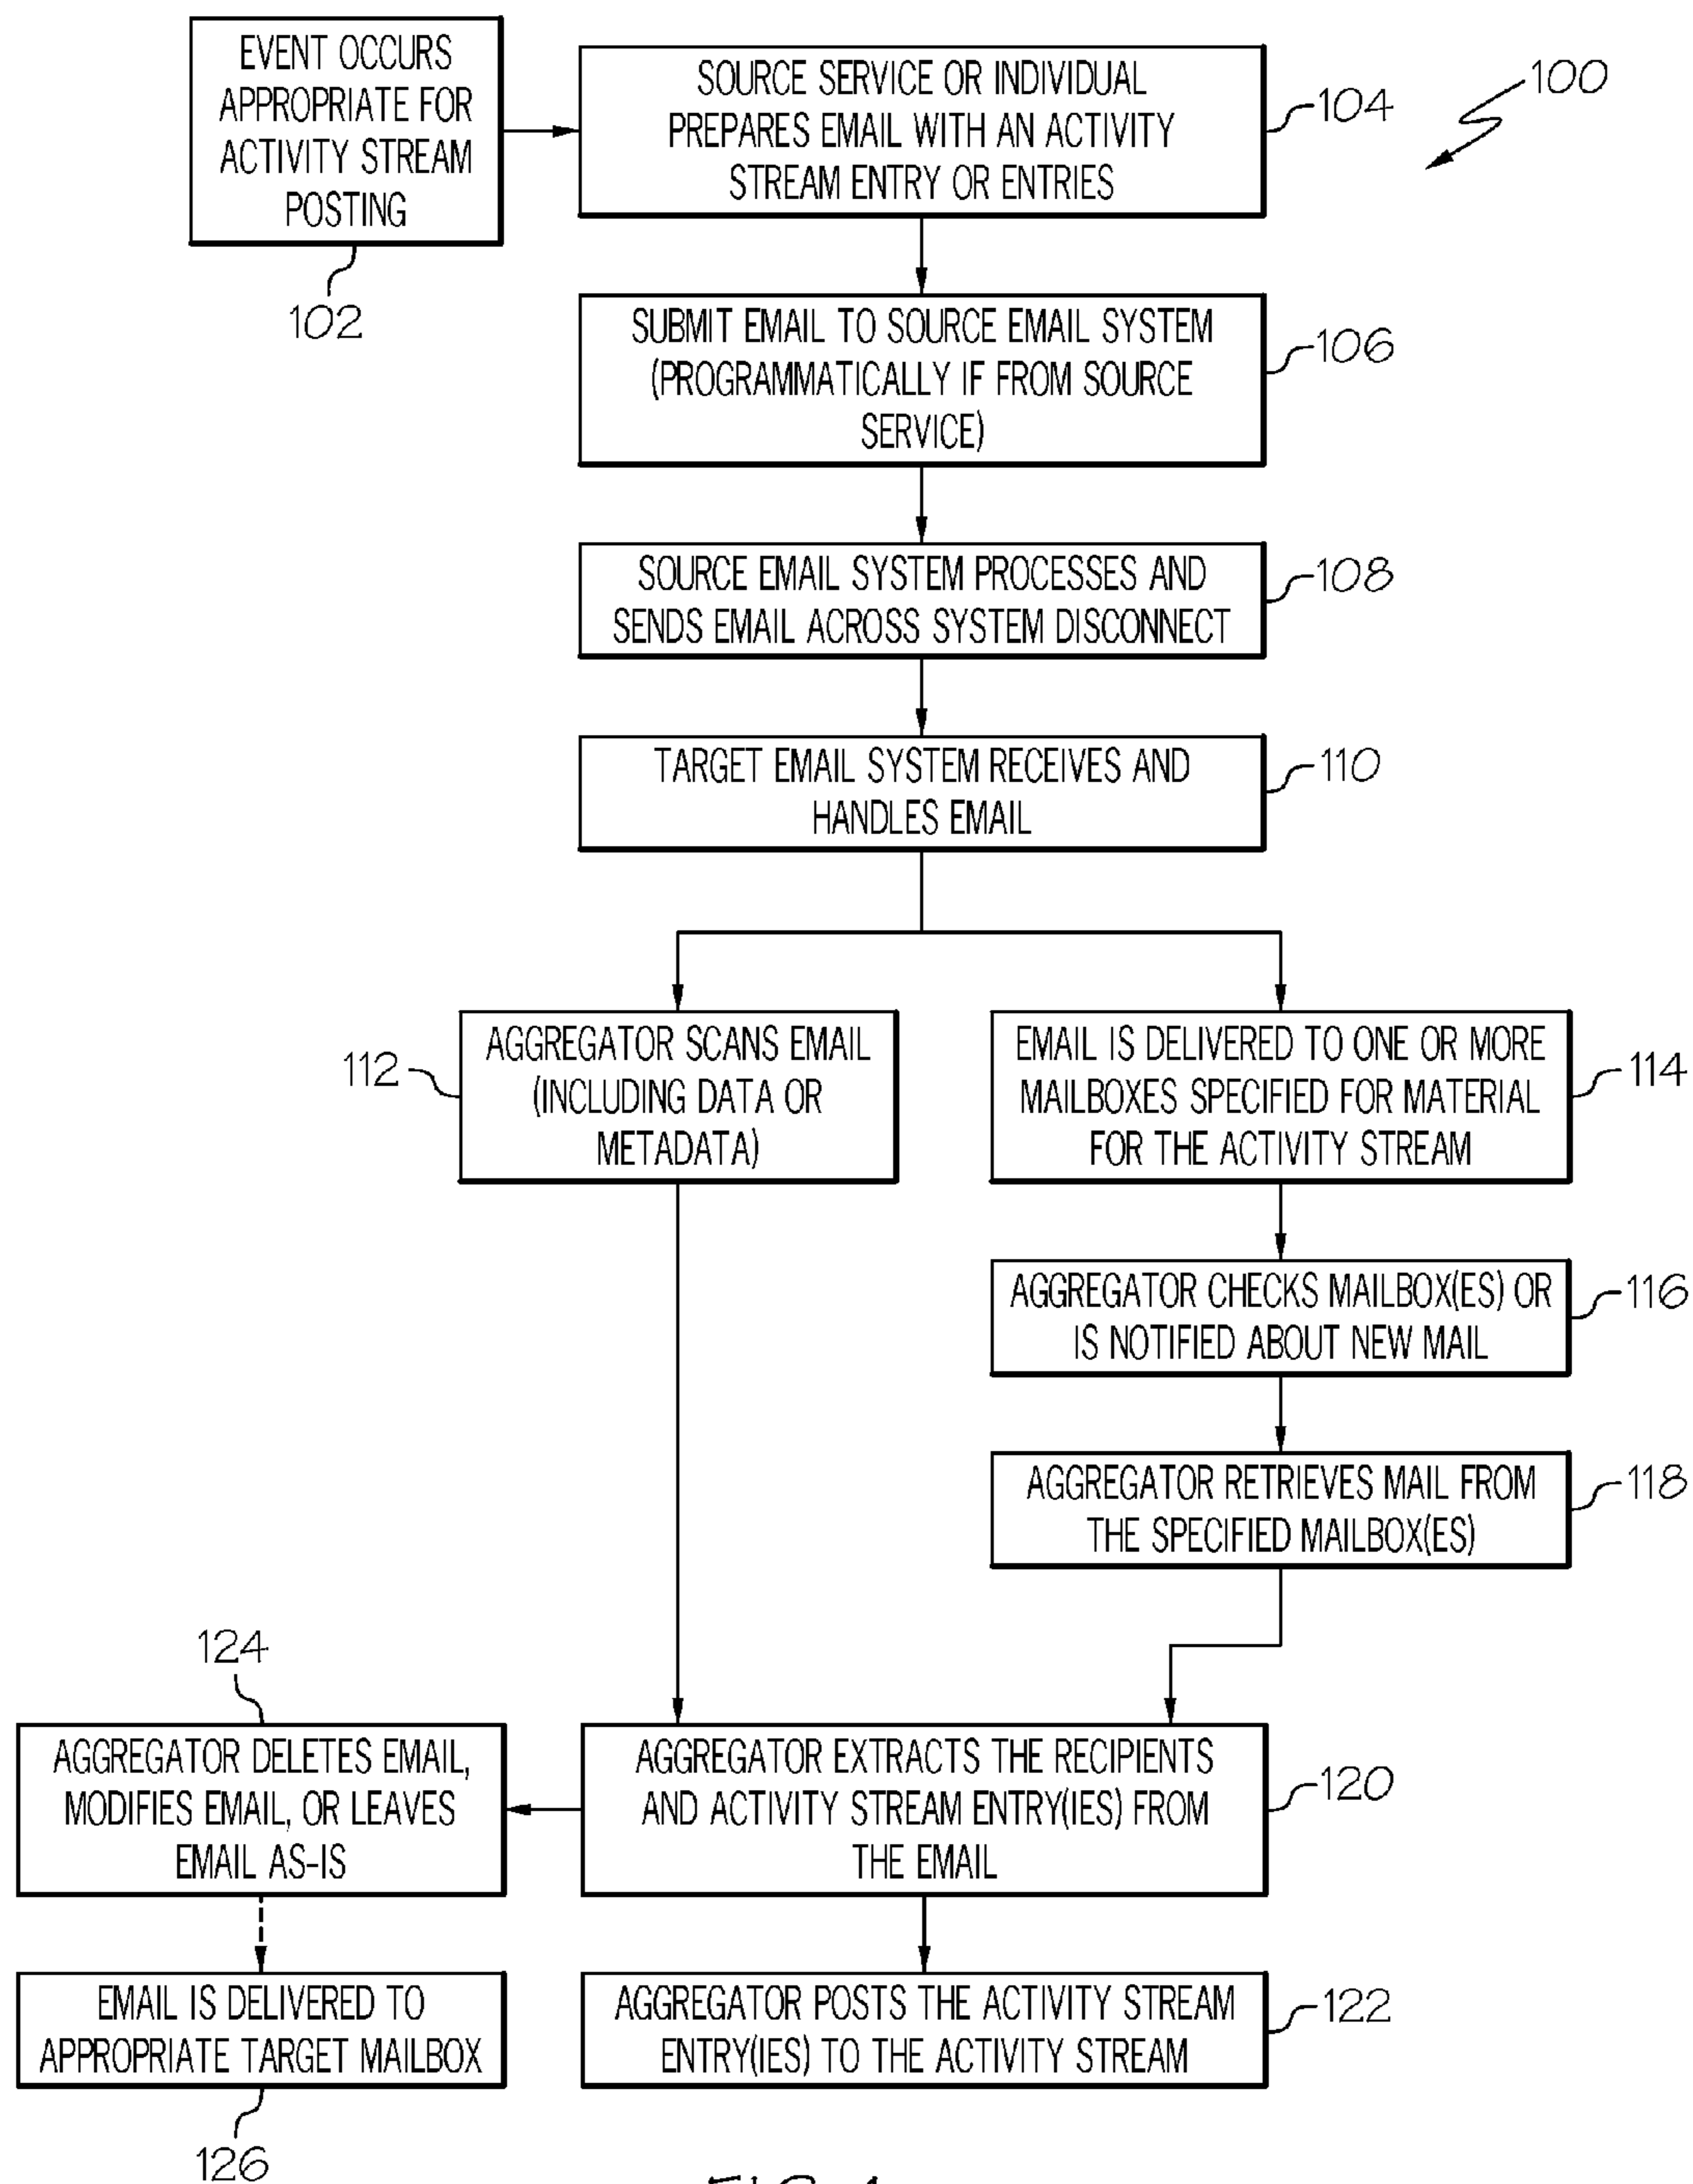 EVENT OCCURS
APPROPRIATE FOR
ACTIVITY STREAM
POSTING
102
SOURCE SERVICE OR INDIVIDUAL
PREPARES EMAIL WITH AN ACTIVITY
STREAM ENTRY OR ENTRIES
104
100
SUBMIT EMAIL TO SOURCE EMAIL SYSTEM
(PROGRAMMATICALLY IF FROM SOURCE
SERVICE)
106
SOURCE EMAIL SYSTEM PROCESSES AND
SENDS EMAIL ACROSS SYSTEM DISCONNECT
108
TARGET EMAIL SYSTEM RECEIVES AND
HANDLES EMAIL
110
112
AGGREGATOR SCANS EMAIL
(INCLUDING DATA OR
METADATA)
EMAIL IS DELIVERED TO ONE OR MORE
MAILBOXES SPECIFIED FOR MATERIAL
FOR THE ACTIVITY STREAM
114
AGGREGATOR CHECKS MAILBOX(ES) OR
IS NOTIFIED ABOUT NEW MAIL
116
AGGREGATOR RETRIEVES MAIL FROM
THE SPECIFIED MAILBOX(ES)
118
124
AGGREGATOR DELETES EMAIL,
MODIFIES EMAIL, OR LEAVES
EMAIL AS-IS
AGGREGATOR EXTRACTS THE RECIPIENTS
AND ACTIVITY STREAM ENTRY(IES) FROM
THE EMAIL
120
EMAIL IS DELIVERED TO
APPROPRIATE TARGET MAILBOX
126
AGGREGATOR POSTS THE ACTIVITY STREAM
ENTRY(IES) TO THE ACTIVITY STREAM
122